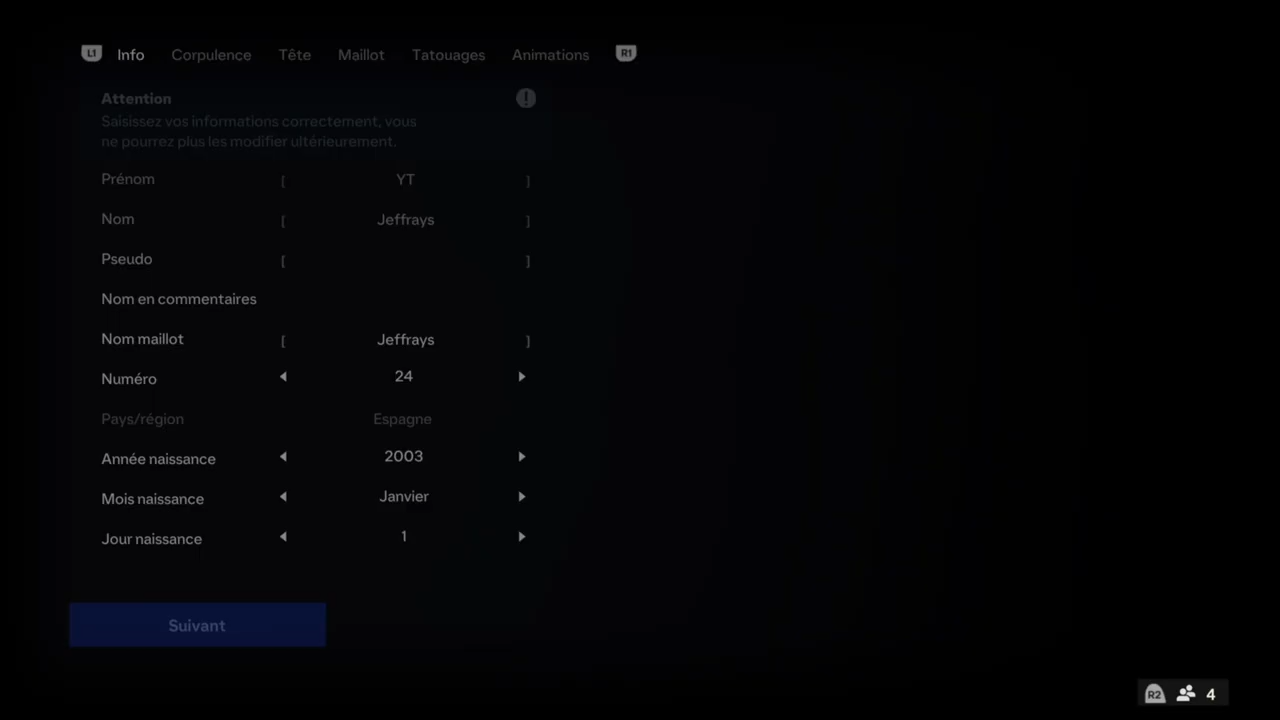 L1 Info Corpulence Tête Maillot Tatouages Animations R1
Attention !
Saisissez vos informations correctement, vous
ne pourrez plus les modifier ultérieurement.
Prénom [ YT ]
Nom [ Jeffrays ]
Pseudo [ ]
Nom en commentaires
Nom maillot [ Jeffrays ]
Numéro 24
Pays/région Espagne
Année naissance 2003
Mois naissance Janvier
Jour naissance 1
Suivant
R2 4